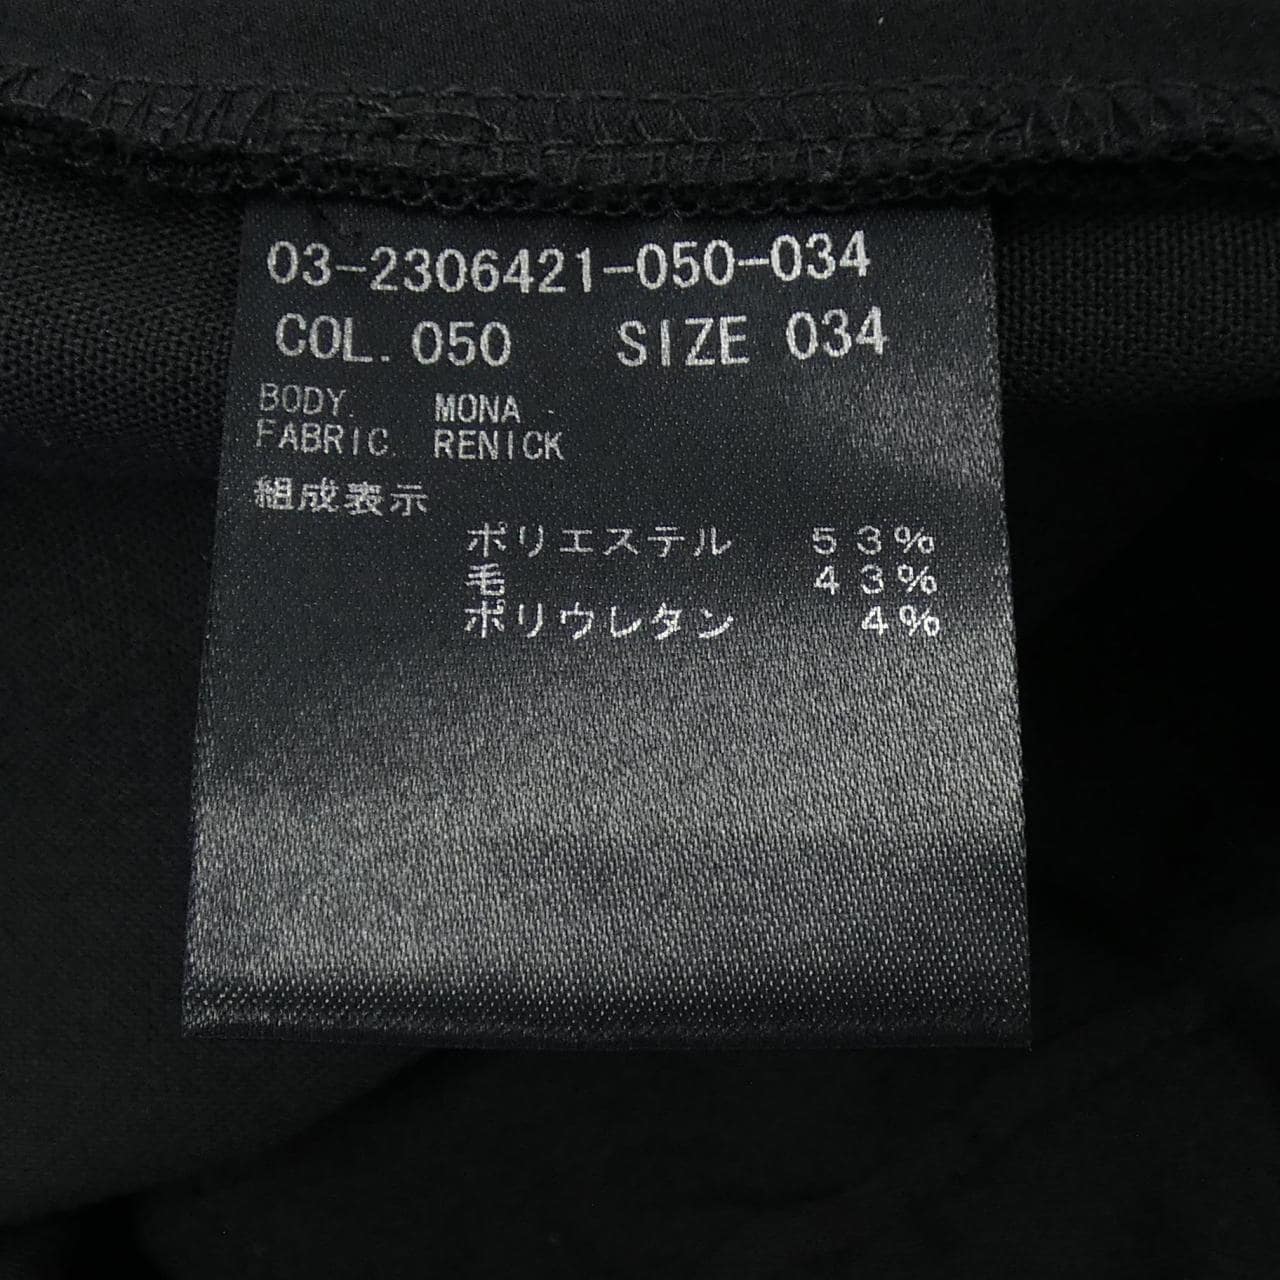 03-2306421-050-034
COL. 050 SIZE 034
BODY. MONA
FABRIC. RENICK
組成表示
ポリエステル 53%
毛 43%
ポリウレタン 4%